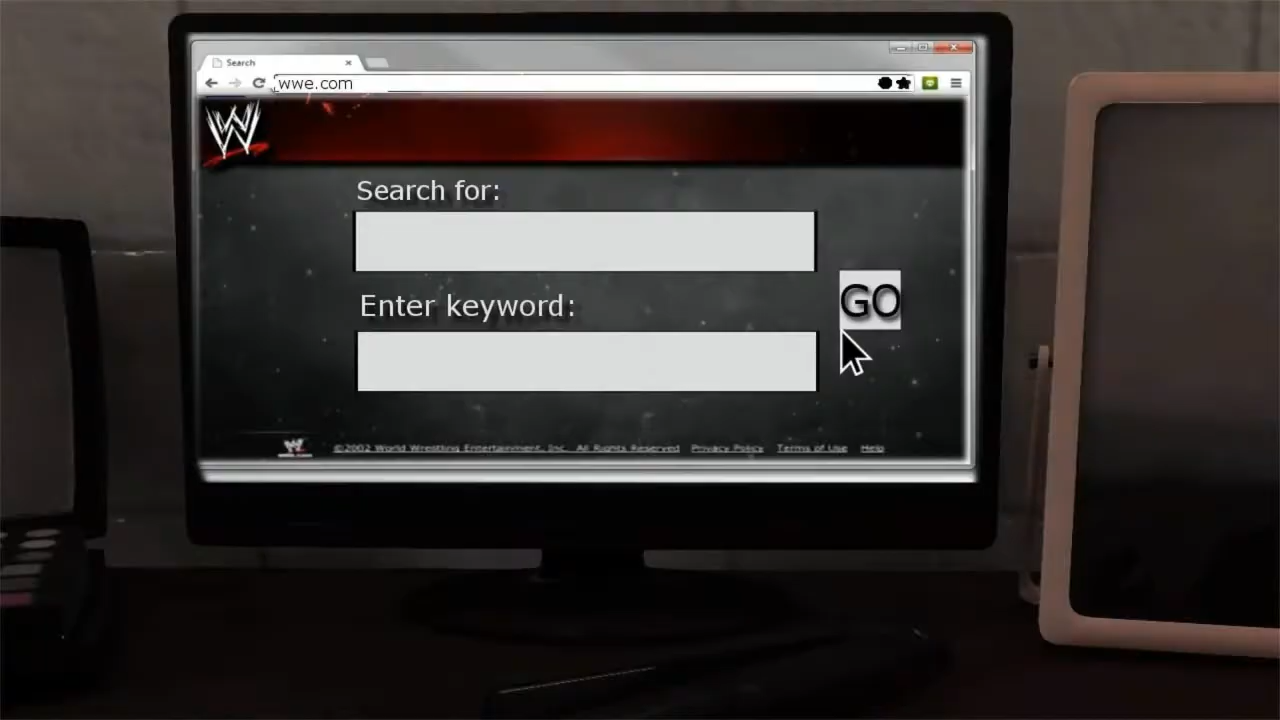 Search
wwe.com
W
Search for:
Enter keyword:
GO
©2002 World Wrestling Entertainment, Inc. All Rights Reserved Privacy Policy Terms of Use Help